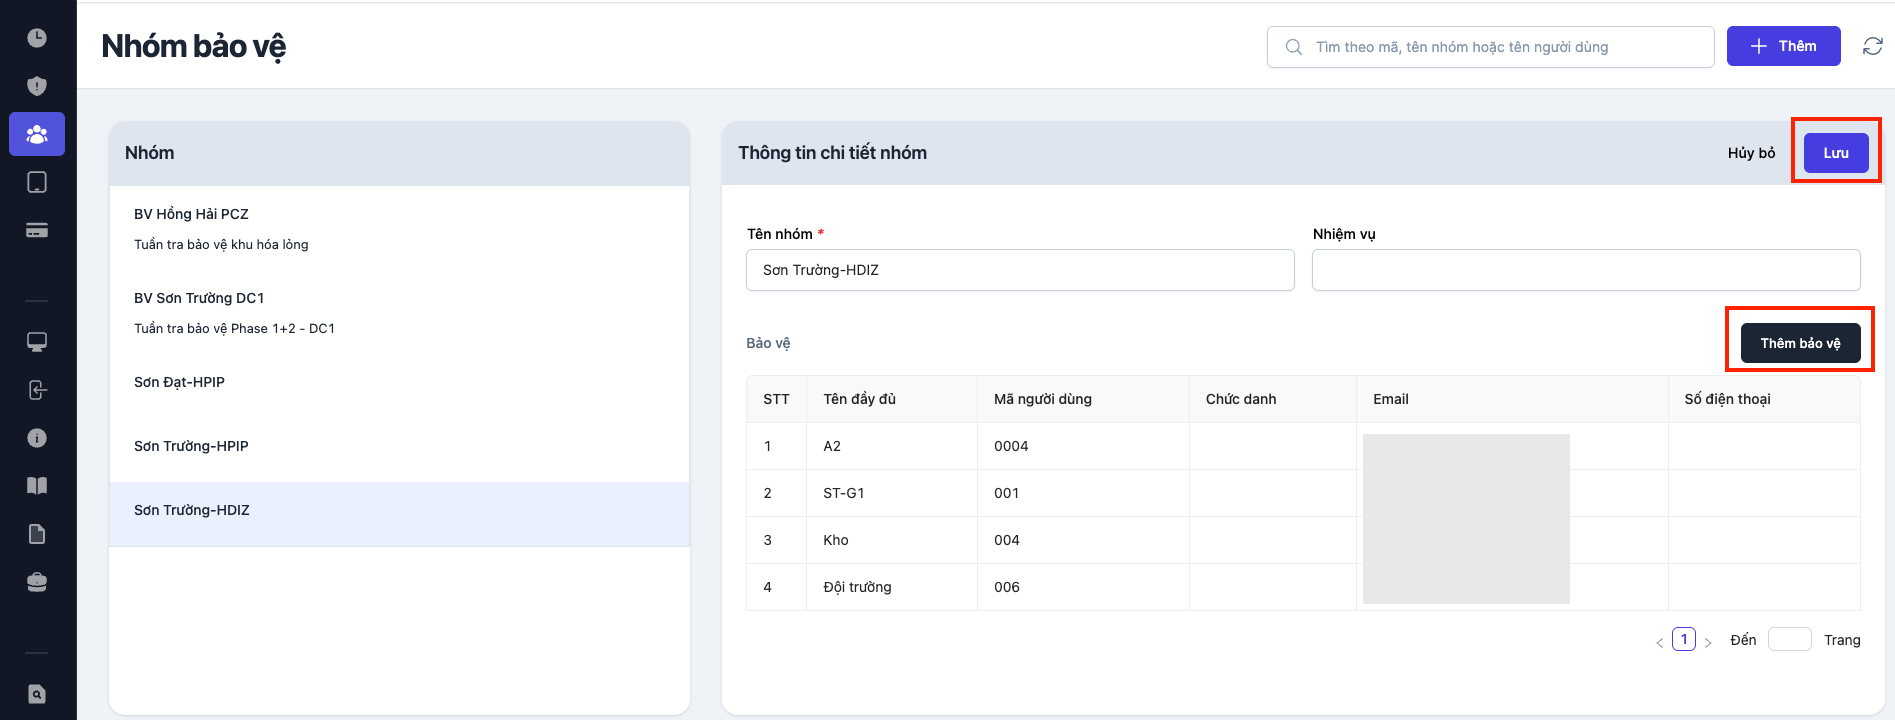 Nhóm bảo vệ
Tìm theo mã, tên nhóm hoặc tên người dùng
Thêm
Nhóm
BV Hồng Hải PCZ
Tuần tra bảo vệ khu hóa lỏng
BV Sơn Trường DC1
Tuần tra bảo vệ Phase 1+2 - DC1
Sơn Đạt-HPIP
Sơn Trường-HPIP
Sơn Trường-HDIZ
Thông tin chi tiết nhóm
Hủy bỏ
Lưu
Tên nhóm *
Nhiệm vụ
Sơn Trường-HDIZ
Bảo vệ
Thêm bảo vệ
STT Tên đầy đủ Mã người dùng Chức danh Email Số điện thoại
1 A2 0004
2 ST-G1 001
3 Kho 004
4 Đội trường 006
< 1 > Đến Trang